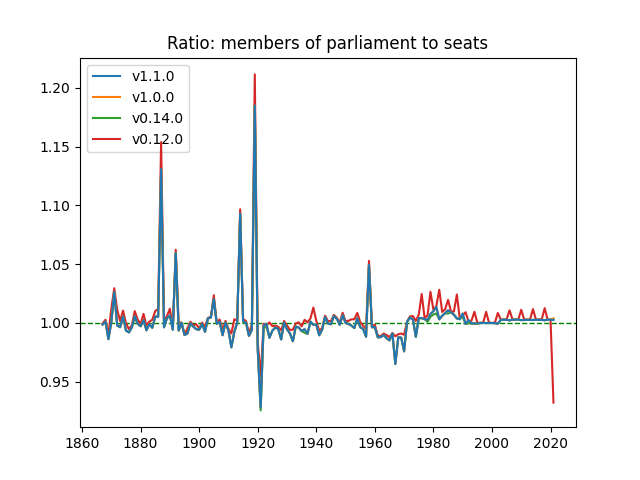 Ratio: members of parliament to seats
v1.1.0
v1.0.0
v0.14.0
v0.12.0
1.20
1.15
1.10
1.05
1.00
0.95
1860 1880 1900 1920 1940 1960 1980 2000 2020